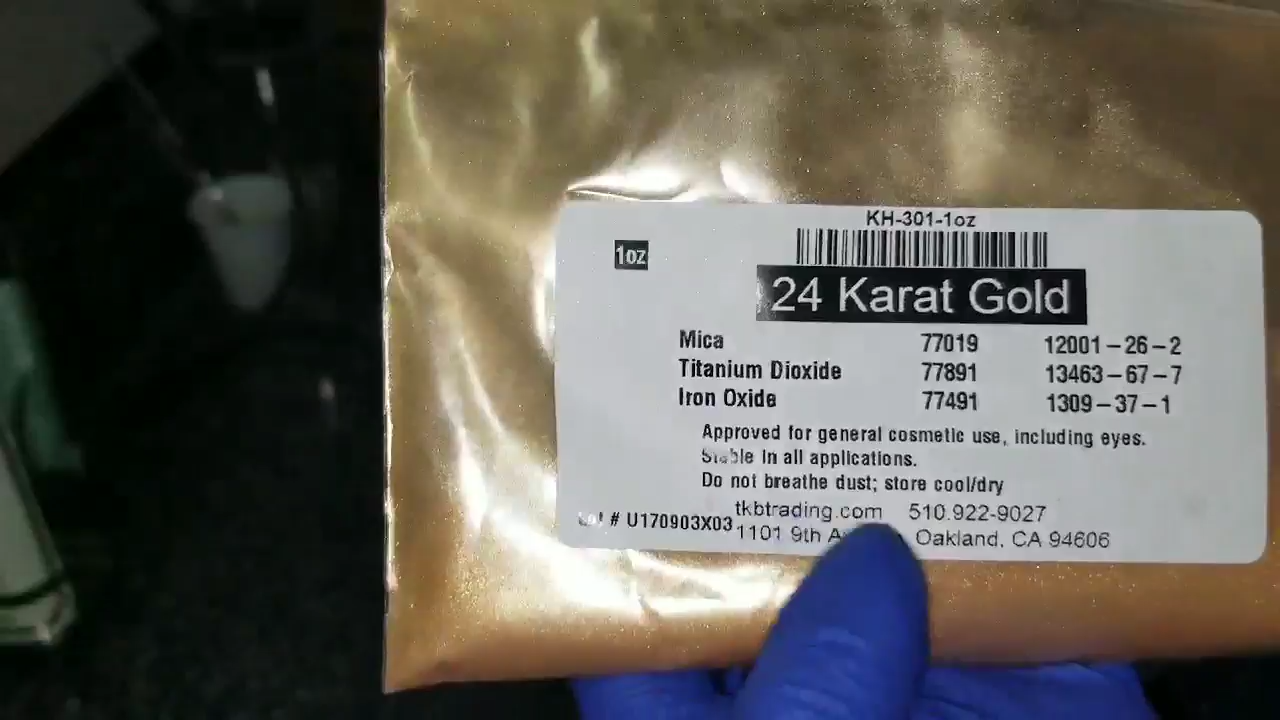 KH-301-1oz
1oz
24 Karat Gold
Mica 77019 12001-26-2
Titanium Dioxide 77891 13463-67-7
Iron Oxide 77491 1309-37-1
Approved for general cosmetic use, including eyes.
Stable in all applications.
Do not breathe dust; store cool/dry
tkbtrading.com 510.922-9027
Lot # U170903X03
1101 9th Oakland, CA 94606